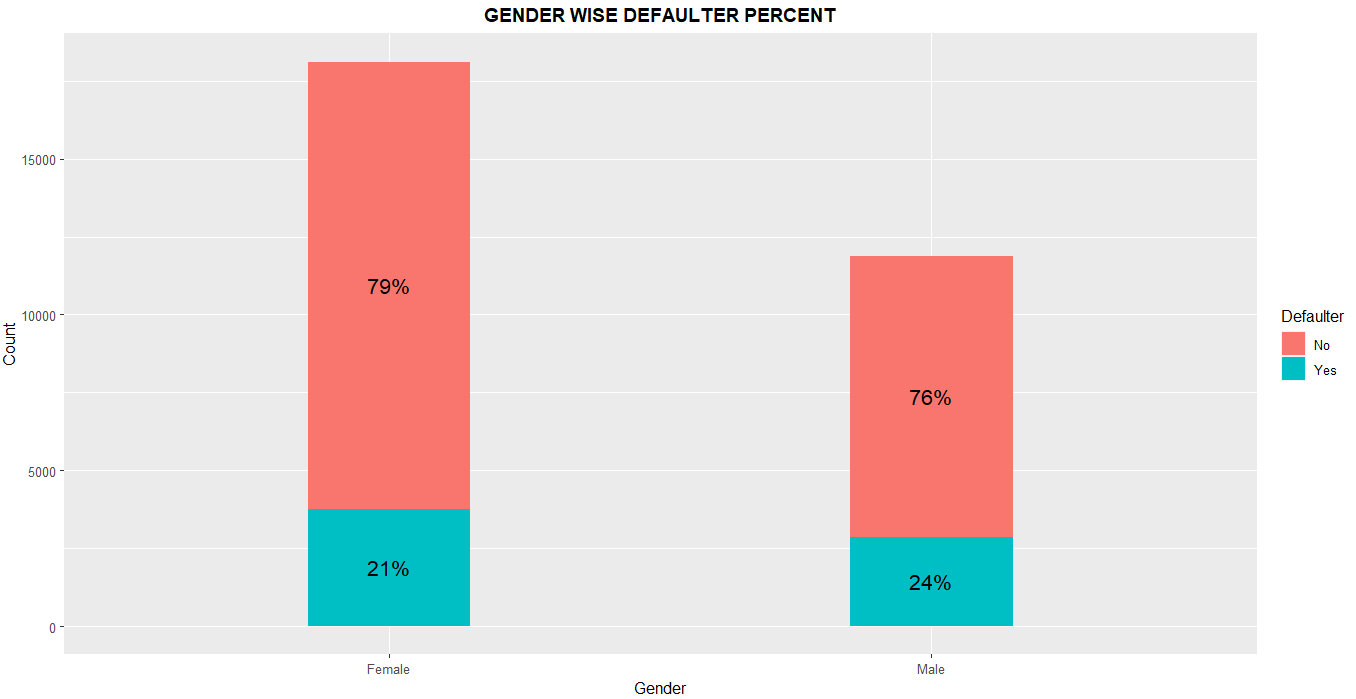 GENDER WISE DEFAULTER PERCENT
15000
10000
5000
0
Count
79%
21%
76%
24%
Female
Male
Gender
Defaulter
No
Yes